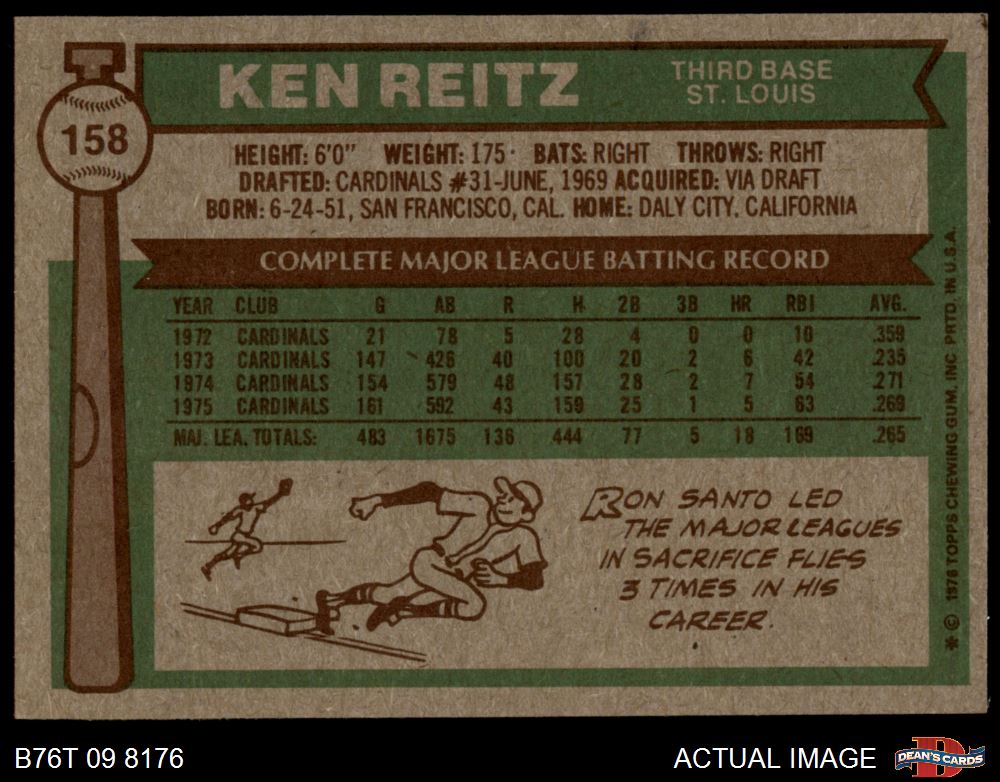 KEN REITZ
THIRD BASE
ST. LOUIS
158
HEIGHT: 6'0" WEIGHT: 175 BATS: RIGHT THROWS: RIGHT
DRAFTED: CARDINALS #31-JUNE, 1969 ACQUIRED: VIA DRAFT
BORN: 6-24-51, SAN FRANCISCO, CAL. HOME: DALY CITY, CALIFORNIA
COMPLETE MAJOR LEAGUE BATTING RECORD
YEAR CLUB G AB R H 2B 3B HR RBI AVG.
1972 CARDINALS 21 78 5 28 4 0 0 10 .359
1973 CARDINALS 147 426 40 100 20 2 6 42 .235
1974 CARDINALS 154 579 48 157 28 2 7 54 .271
1975 CARDINALS 161 592 43 159 25 1 5 63 .269
MAJ. LEA. TOTALS: 483 1675 136 444 77 5 18 169 .265
RON SANTO LED
THE MAJOR LEAGUES
IN SACRIFICE FLIES
3 TIMES IN HIS
CAREER.
* © 1976 TOPPS CHEWING GUM, INC PRTD. IN U.S.A.
B76T 09 8176
ACTUAL IMAGE
D
DEAN'S CARDS